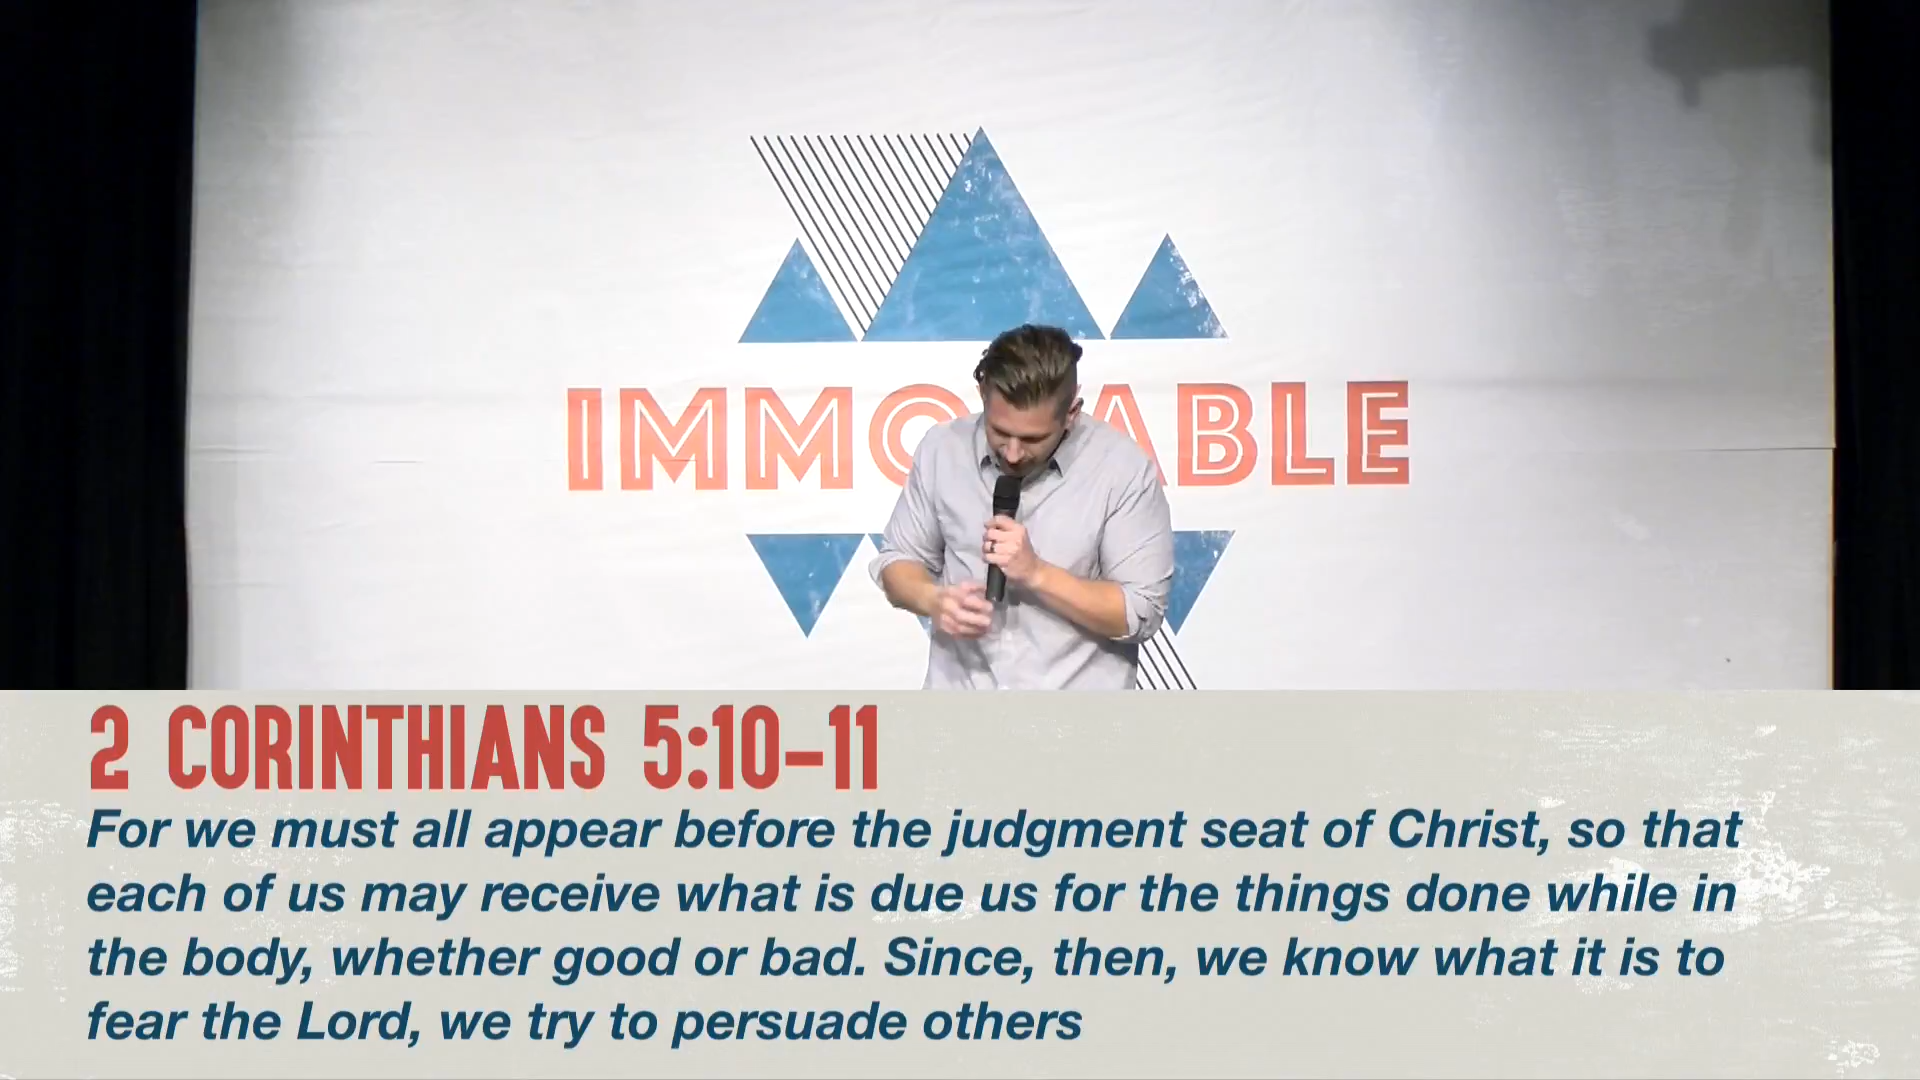 IMMOVABLE
2 CORINTHIANS 5:10-11
For we must all appear before the judgment seat of Christ, so that
each of us may receive what is due us for the things done while in
the body, whether good or bad. Since, then, we know what it is to
fear the Lord, we try to persuade others